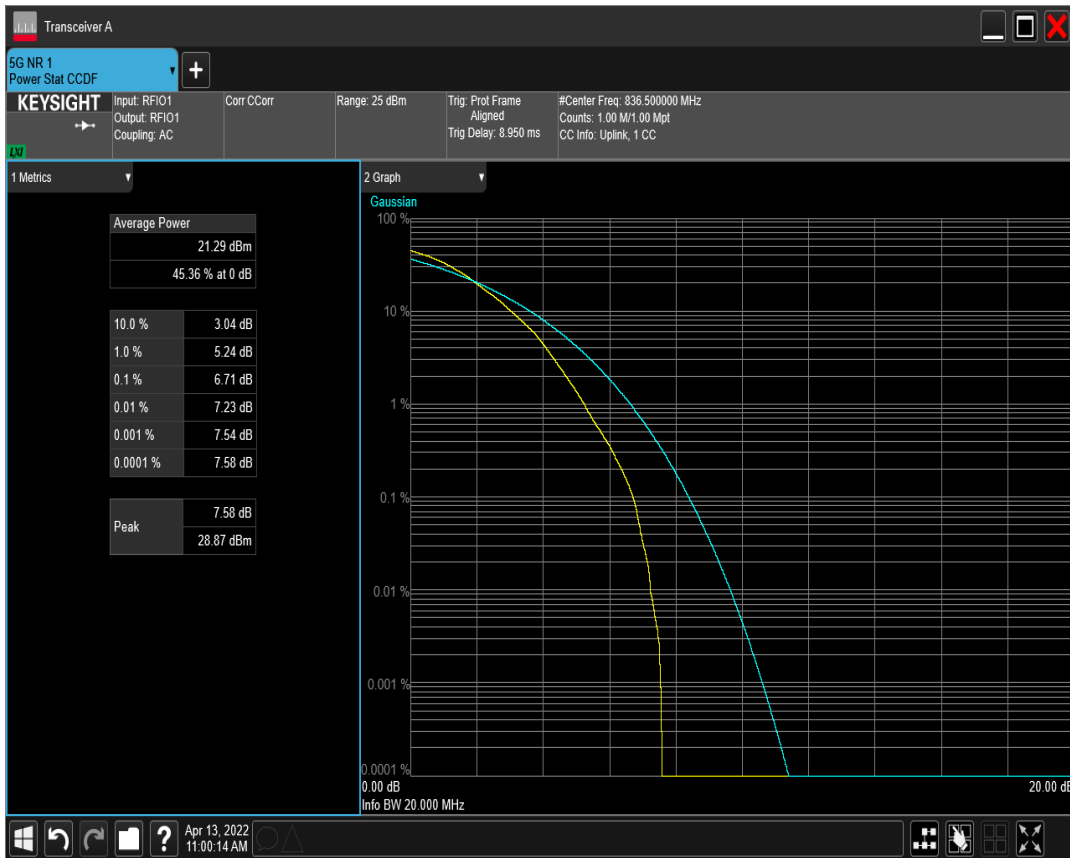 Transceiver A
5G NR 1
Power Stat CCDF
KEYSIGHT
LXI
Input: RFIO1
Output: RFIO1
Coupling: AC
Corr CCorr
Range: 25 dBm
Trig: Prot Frame
Aligned
Trig Delay: 8.950 ms
#Center Freq: 836.500000 MHz
Counts: 1.00 M/1.00 Mpt
CC Info: Uplink, 1 CC
1 Metrics
Average Power
21.29 dBm
45.36 % at 0 dB
10.0 % 3.04 dB
1.0 % 5.24 dB
0.1 % 6.71 dB
0.01 % 7.23 dB
0.001 % 7.54 dB
0.0001 % 7.58 dB
Peak
7.58 dB
28.87 dBm
2 Graph
Gaussian
100 %
10 %
1 %
0.1 %
0.01 %
0.001 %
0.0001 %
0.00 dB 20.00 dB
Info BW 20.000 MHz
Apr 13, 2022
11:00:14 AM